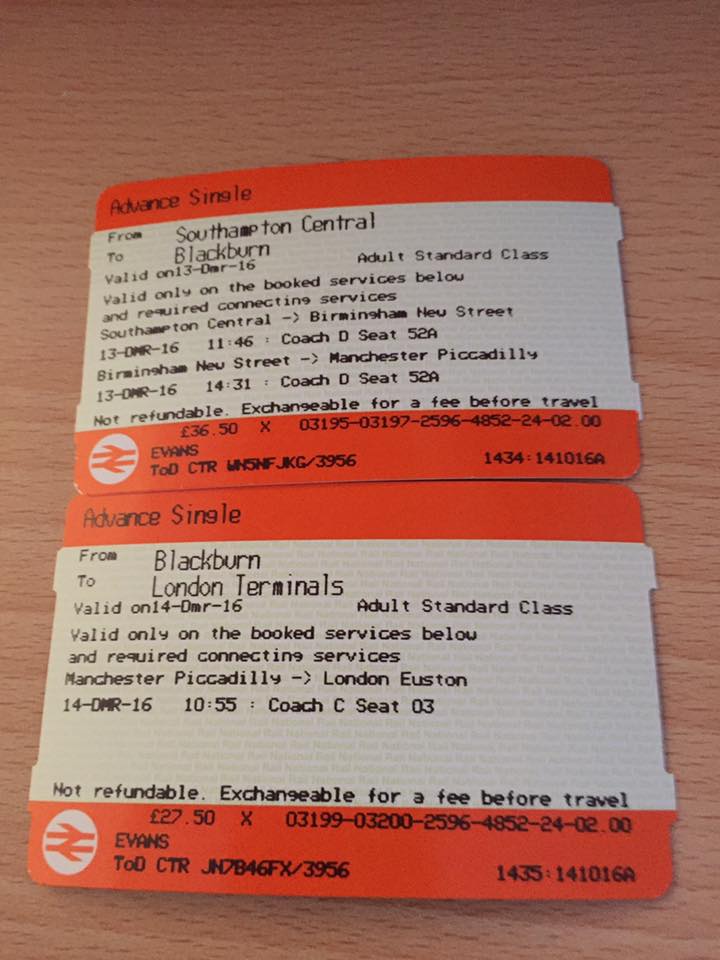 Advance Single
From Southampton Central
To Blackburn
Valid on13-Dmr-16 Adult Standard Class
Valid only on the booked services below
and required connecting services
Southampton Central -> Birmingham New Street
13-DMR-16 11:46 : Coach D Seat 52A
Birmingham New Street -> Manchester Piccadilly
13-DMR-16 14:31 : Coach D Seat 52A
Not refundable. Exchangeable for a fee before travel
£36.50 X 03195-03197-2596-4852-24-02.00
EVANS
ToD CTR WN5NFJKG/3956 1434:141016A
Advance Single
From Blackburn
To London Terminals
Valid on14-Dmr-16 Adult Standard Class
Valid only on the booked services below
and required connecting services
Manchester Piccadilly -> London Euston
14-DMR-16 10:55 : Coach C Seat 03
Not refundable. Exchangeable for a fee before travel
£27.50 X 03199-03200-2596-4852-24-02.00
EVANS
ToD CTR JN7B46FX/3956 1435:141016A